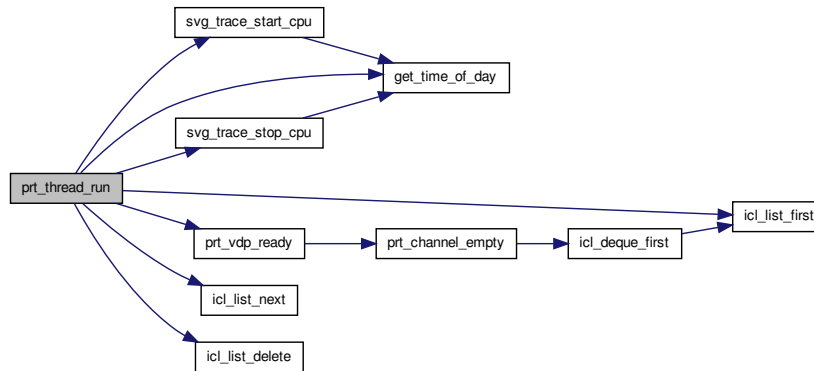 svg_trace_start_cpu
get_time_of_day
svg_trace_stop_cpu
prt_thread_run
icl_list_first
prt_vdp_ready
prt_channel_empty
icl_deque_first
icl_list_next
icl_list_delete